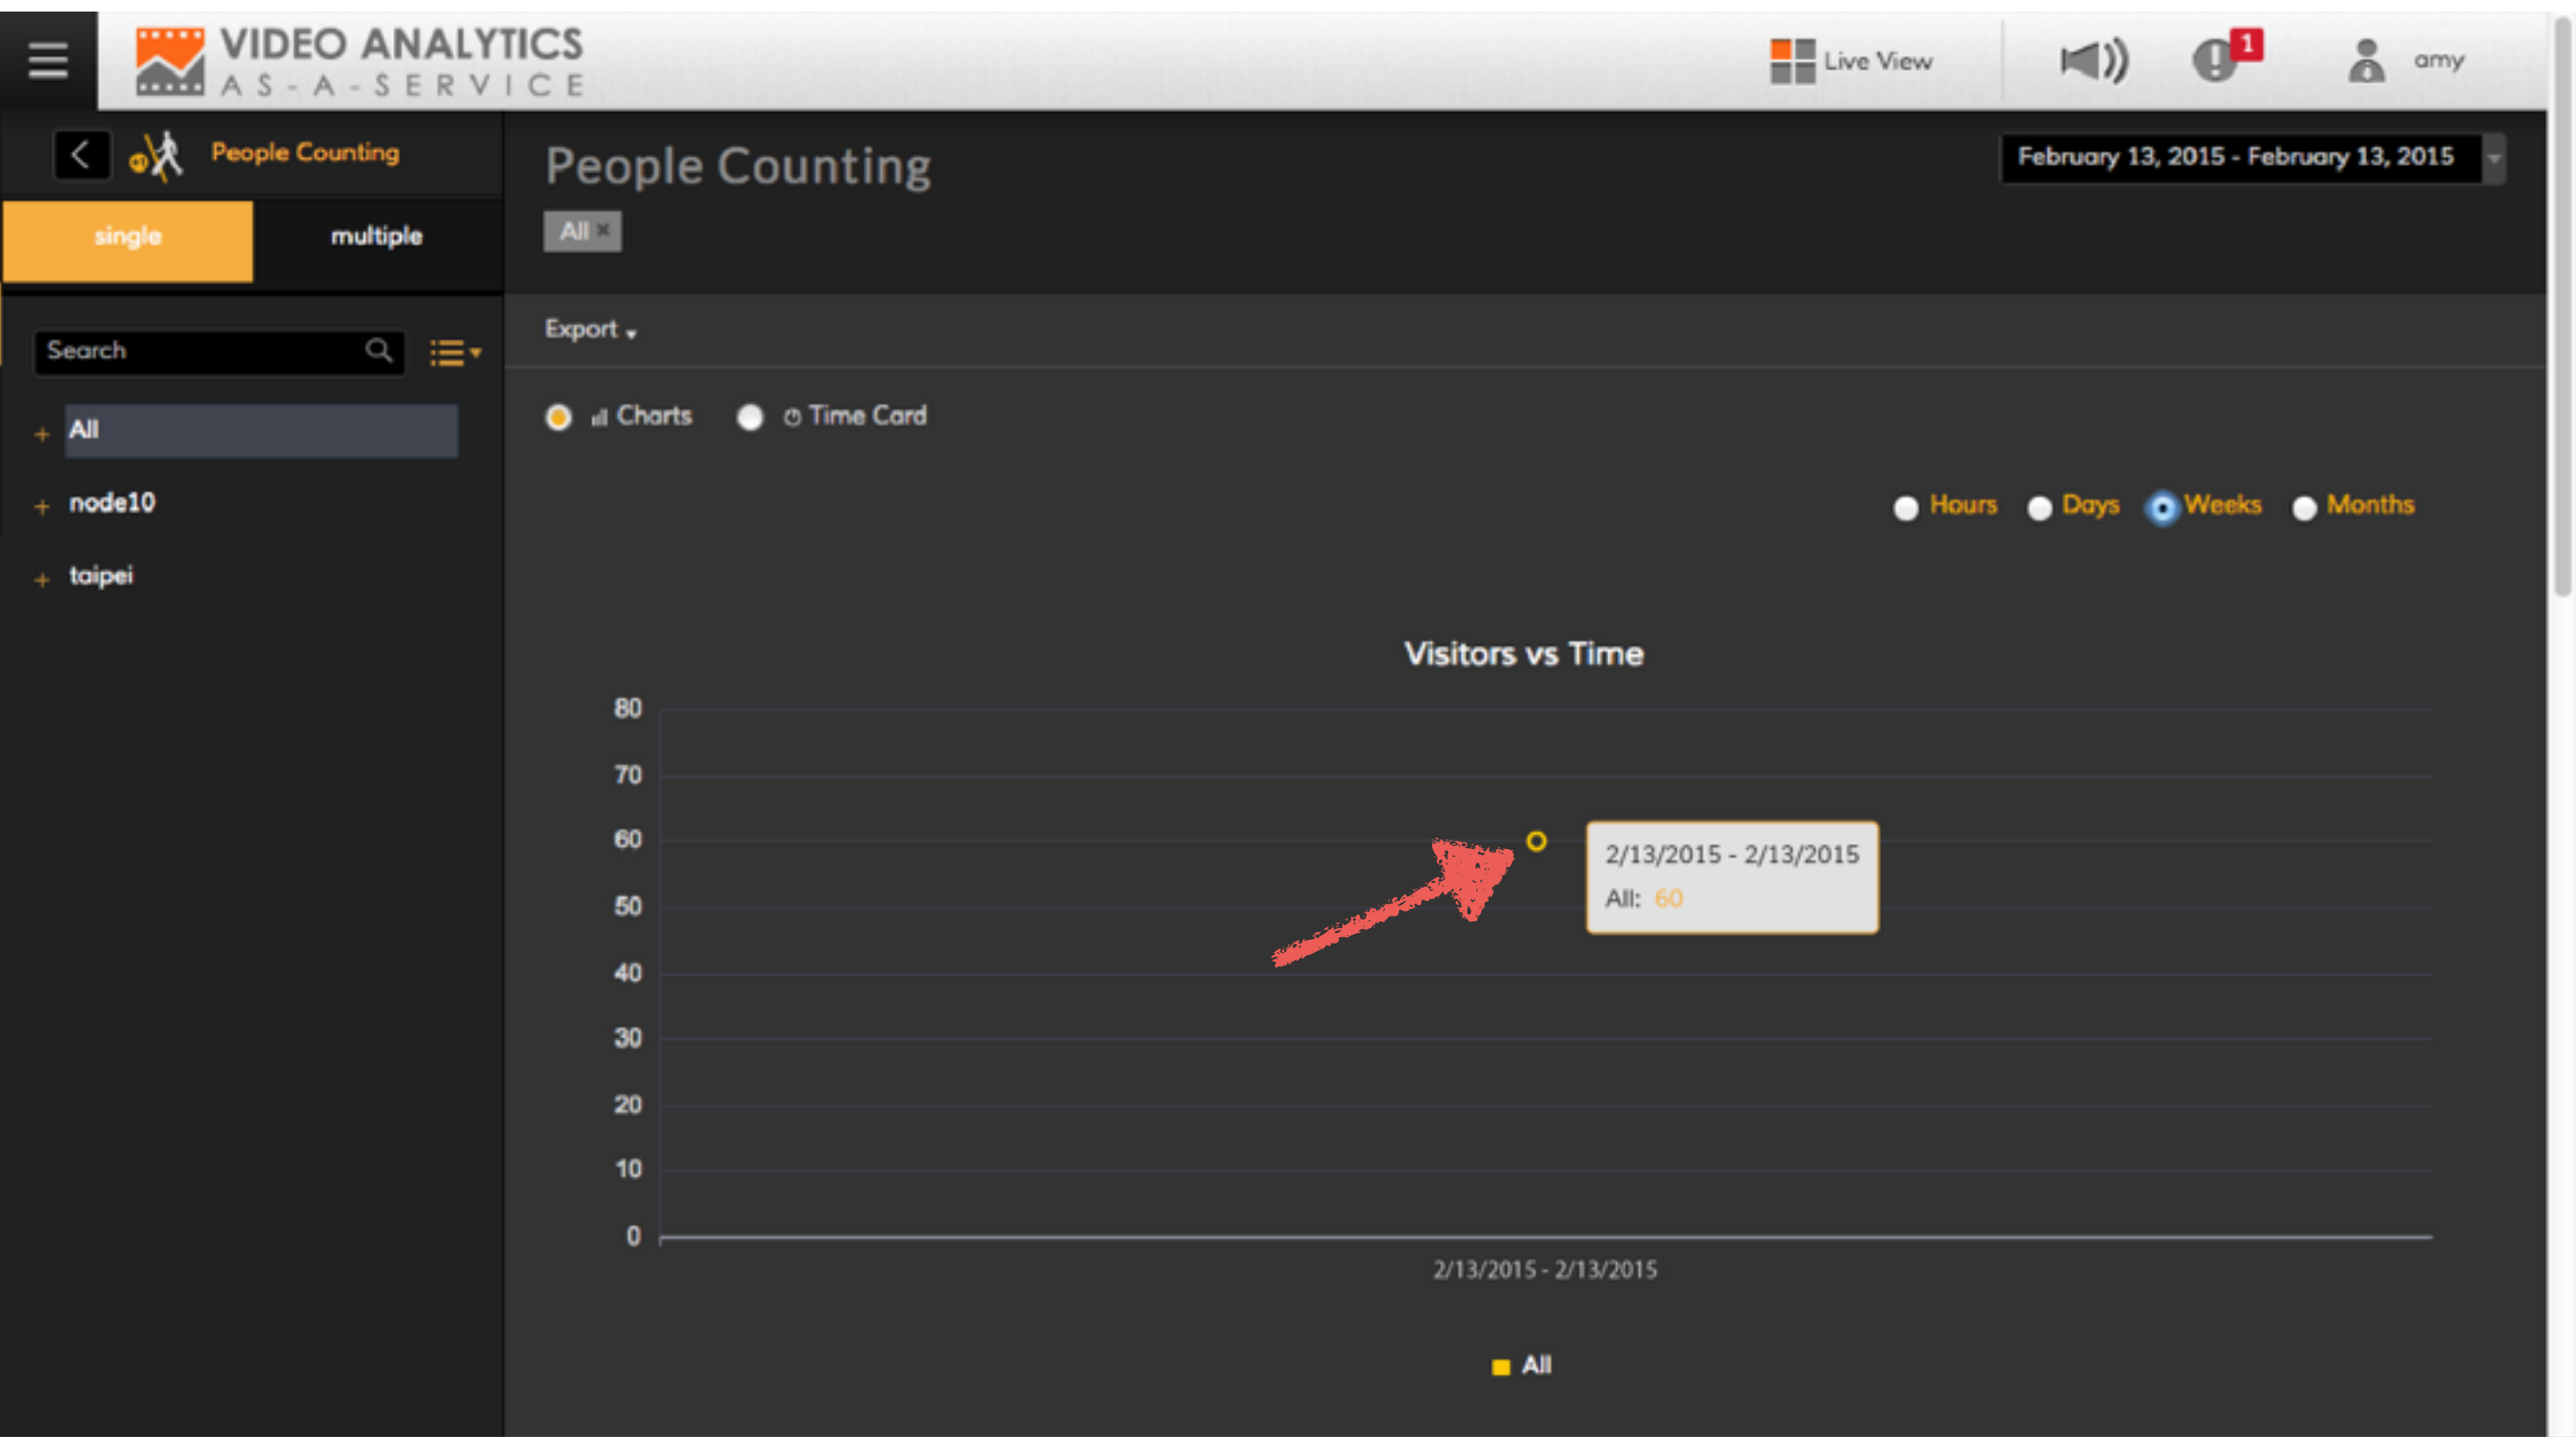 VIDEO ANALYTICS
AS-A-SERVICE
Live View
1
amy
People Counting
single
multiple
Search
All
node10
taipei
People Counting
February 13, 2015 - February 13, 2015
All
Export
Charts
Time Card
Hours
Days
Weeks
Months
Visitors vs Time
80
70
60
50
40
30
20
10
0
2/13/2015 - 2/13/2015
All: 60
2/13/2015 - 2/13/2015
All